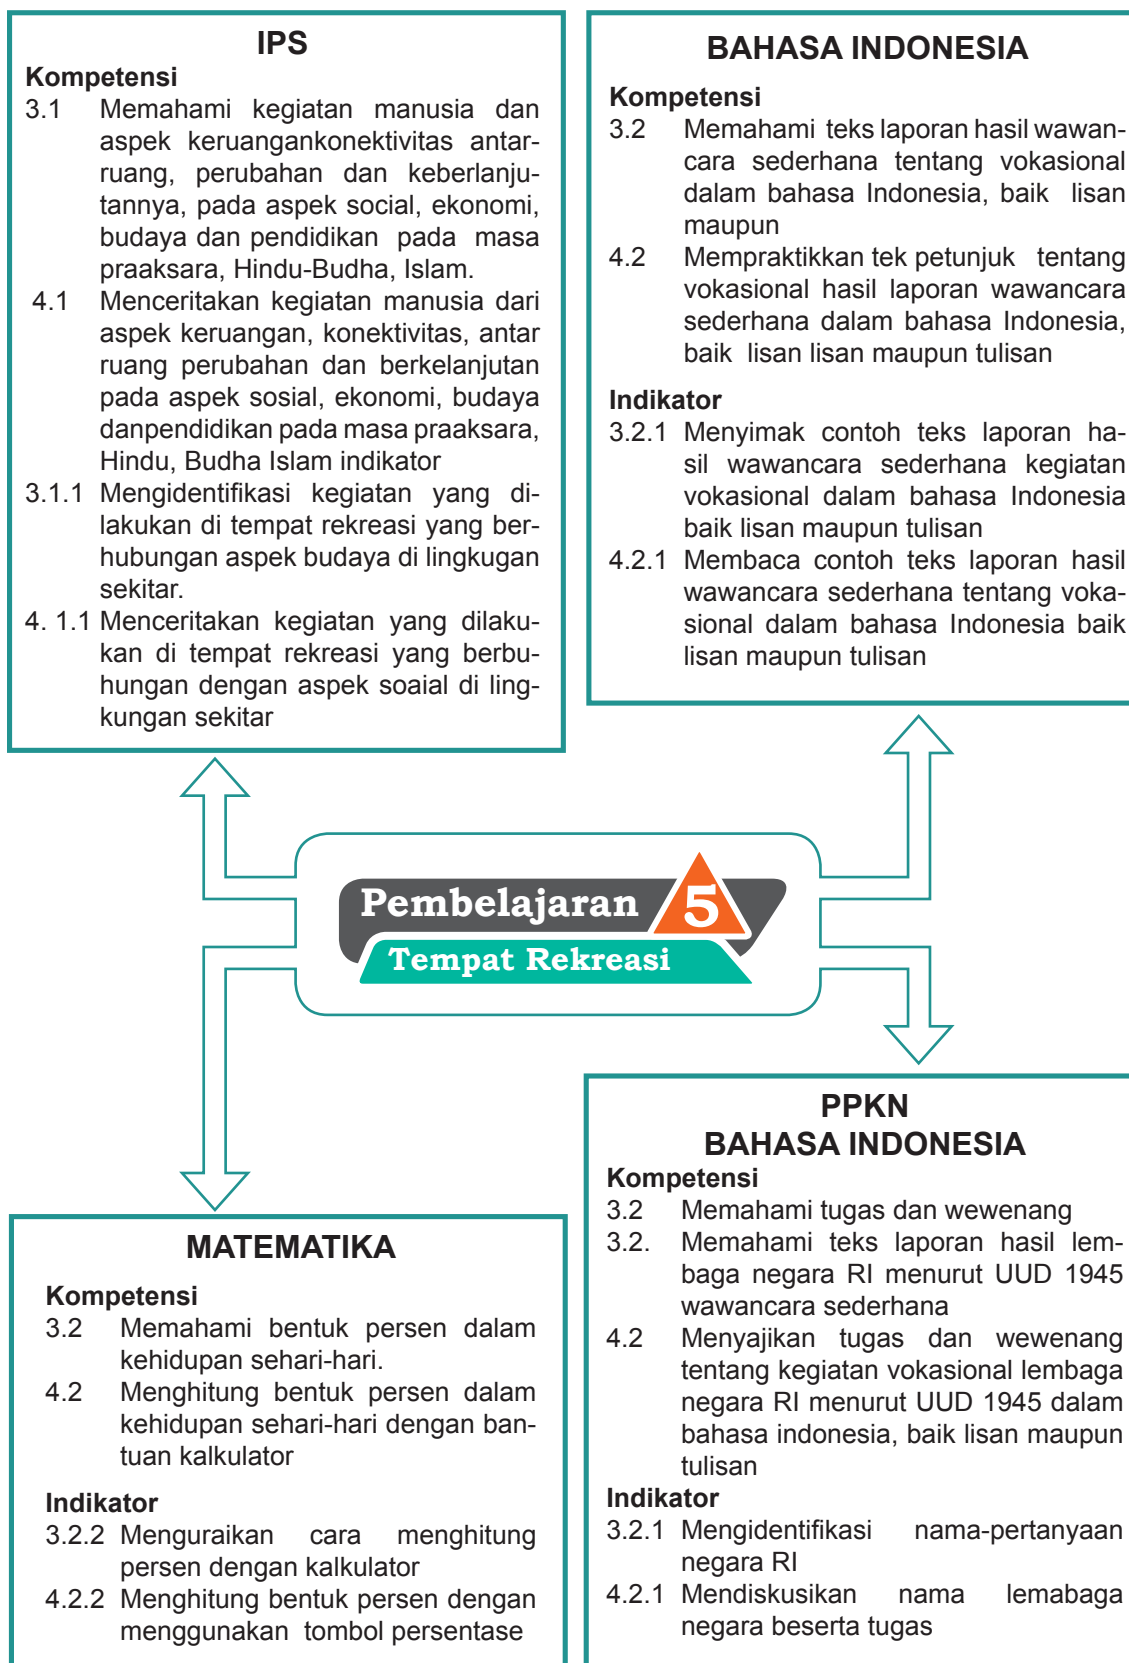 IPS
Kompetensi
3.1 Memahami kegiatan manusia dan
aspek keruangankonektivitas antar-
ruang, perubahan dan keberlanju-
tannya, pada aspek social, ekonomi,
budaya dan pendidikan pada masa
praaksara, Hindu-Budha, Islam.
4.1 Menceritakan kegiatan manusia dari
aspek keruangan, konektivitas, antar
ruang perubahan dan berkelanjutan
pada aspek sosial, ekonomi, budaya
danpendidikan pada masa praaksara,
Hindu, Budha Islam indikator
3.1.1 Mengidentifikasi kegiatan yang di-
lakukan di tempat rekreasi yang ber-
hubungan aspek budaya di lingkugan
sekitar.
4. 1.1 Menceritakan kegiatan yang dilaku-
kan di tempat rekreasi yang berbu-
hungan dengan aspek soaial di ling-
kungan sekitar
BAHASA INDONESIA
Kompetensi
3.2 Memahami teks laporan hasil wawan-
cara sederhana tentang vokasional
dalam bahasa Indonesia, baik lisan
maupun
4.2 Mempraktikkan tek petunjuk tentang
vokasional hasil laporan wawancara
sederhana dalam bahasa Indonesia,
baik lisan lisan maupun tulisan
Indikator
3.2.1 Menyimak contoh teks laporan ha-
sil wawancara sederhana kegiatan
vokasional dalam bahasa Indonesia
baik lisan maupun tulisan
4.2.1 Membaca contoh teks laporan hasil
wawancara sederhana tentang voka-
sional dalam bahasa Indonesia baik
lisan maupun tulisan
Pembelajaran 5
Tempat Rekreasi
MATEMATIKA
Kompetensi
3.2 Memahami bentuk persen dalam
kehidupan sehari-hari.
4.2 Menghitung bentuk persen dalam
kehidupan sehari-hari dengan ban-
tuan kalkulator
Indikator
3.2.2 Menguraikan cara menghitung
persen dengan kalkulator
4.2.2 Menghitung bentuk persen dengan
menggunakan tombol persentase
PPKN
BAHASA INDONESIA
Kompetensi
3.2 Memahami tugas dan wewenang
3.2. Memahami teks laporan hasil lem-
baga negara RI menurut UUD 1945
wawancara sederhana
4.2 Menyajikan tugas dan wewenang
tentang kegiatan vokasional lembaga
negara RI menurut UUD 1945 dalam
bahasa indonesia, baik lisan maupun
tulisan
Indikator
3.2.1 Mengidentifikasi nama-pertanyaan
negara RI
4.2.1 Mendiskusikan nama lemabaga
negara beserta tugas